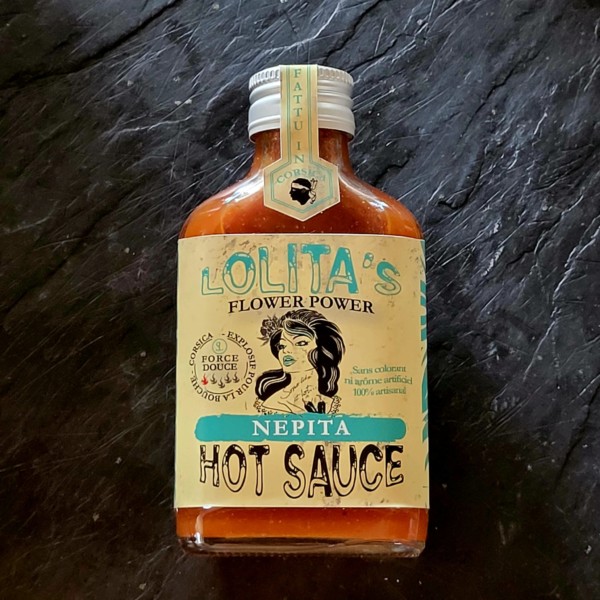 FATTU IN
CORSICA
LOLITA'S
FLOWER POWER
CORSICA - EXPLOSIF POUR LA BOUCHE -
FORCE
DOUCE
Sans colorant
ni arôme artificiel
100% artisanal
NEPITA
HOT SAUCE